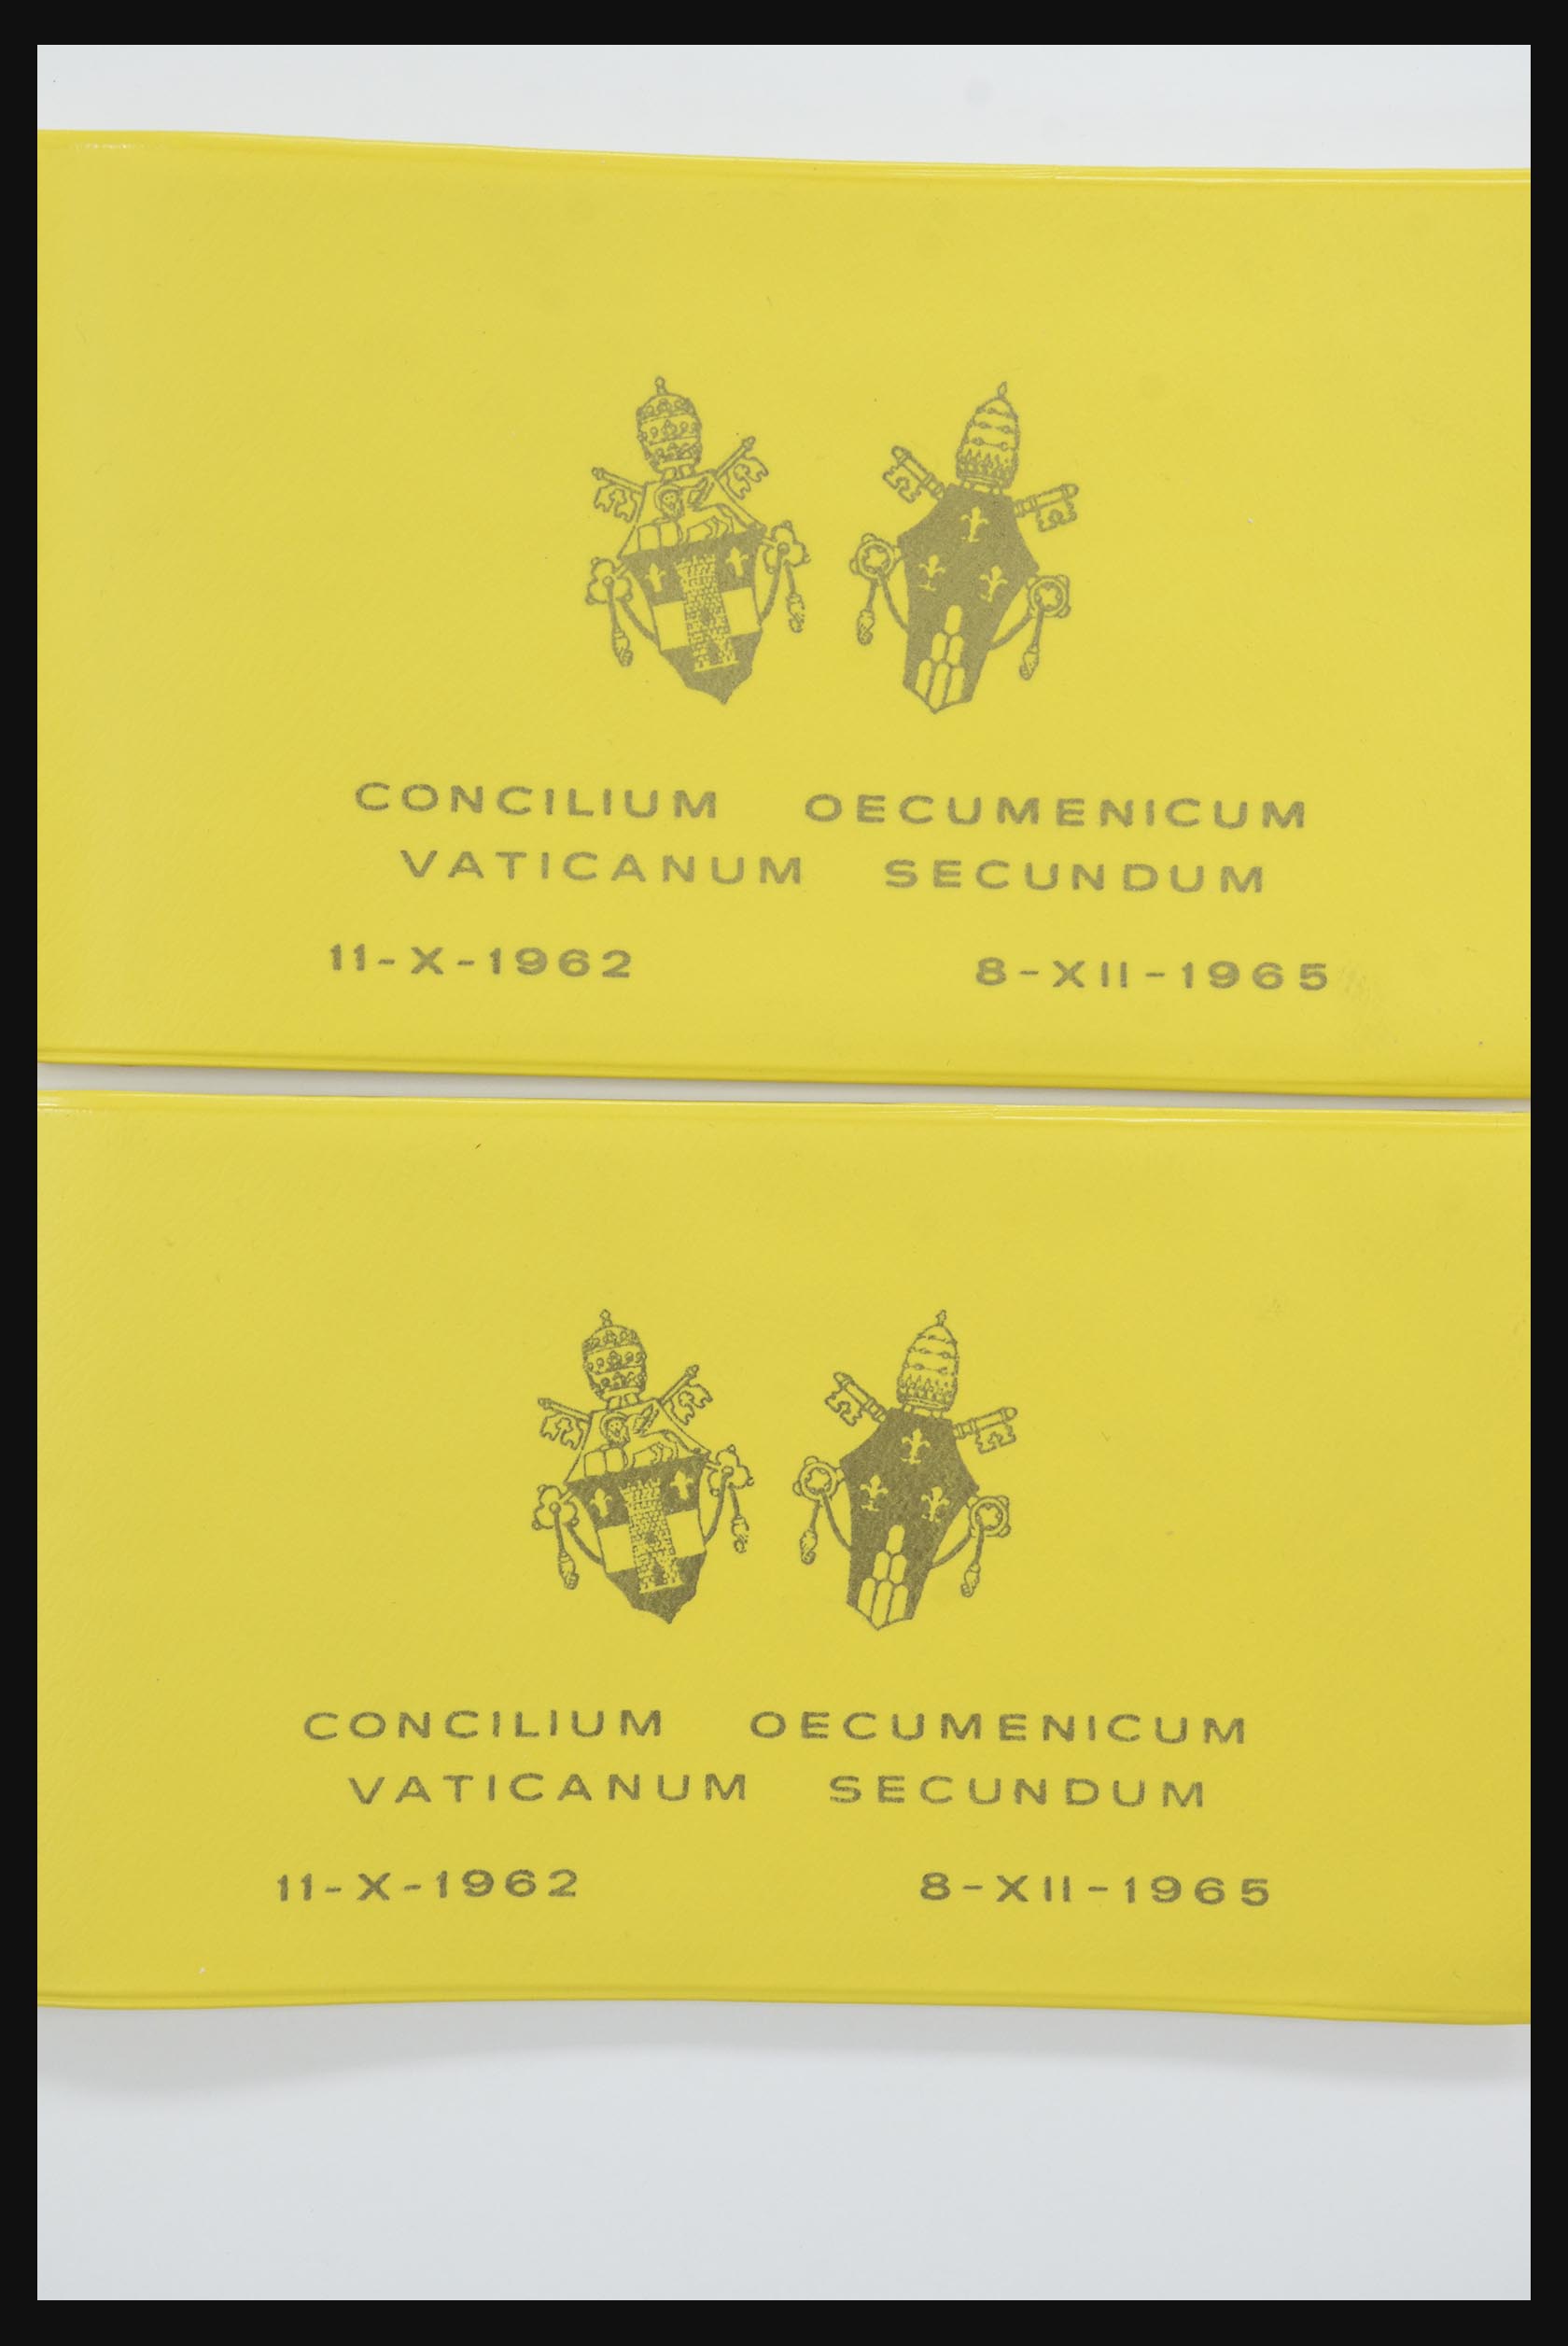 CONCILIUM OECUMENICUM
VATICANUM SECUNDUM
11-X-1962 8-XII-1965
CONCILIUM OECUMENICUM
VATICANUM SECUNDUM
11-X-1962 8-XII-1965